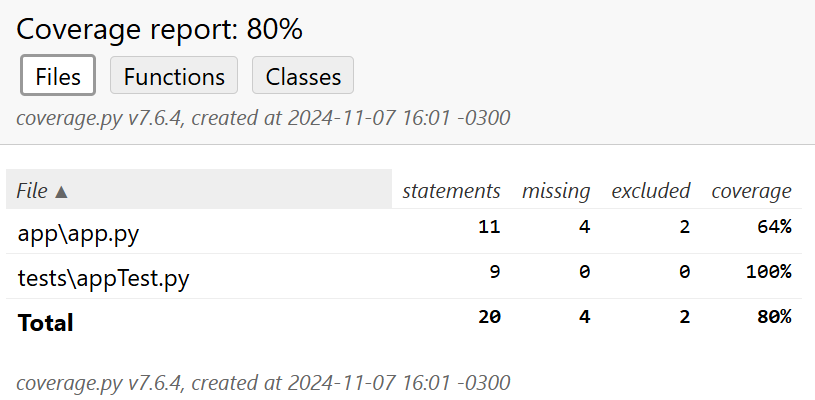 Coverage report: 80%
Files Functions Classes
coverage.py v7.6.4, created at 2024-11-07 16:01 -0300
File ▲ statements missing excluded coverage
app\app.py 11 4 2 64%
tests\appTest.py 9 0 0 100%
Total 20 4 2 80%
coverage.py v7.6.4, created at 2024-11-07 16:01 -0300